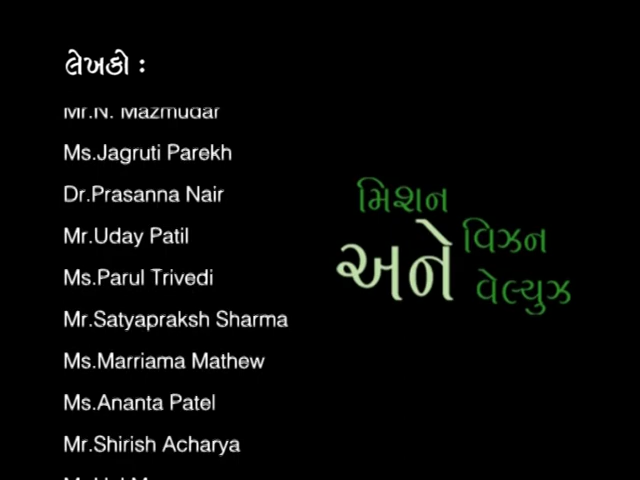 લેખકો :
Mr.N. Mazmudar
Ms.Jagruti Parekh
Dr.Prasanna Nair
Mr.Uday Patil
Ms.Parul Trivedi
Mr.Satyapraksh Sharma
Ms.Marriama Mathew
Ms.Ananta Patel
Mr.Shirish Acharya
મિશન
વિઝન
અને
વેલ્યુઝ